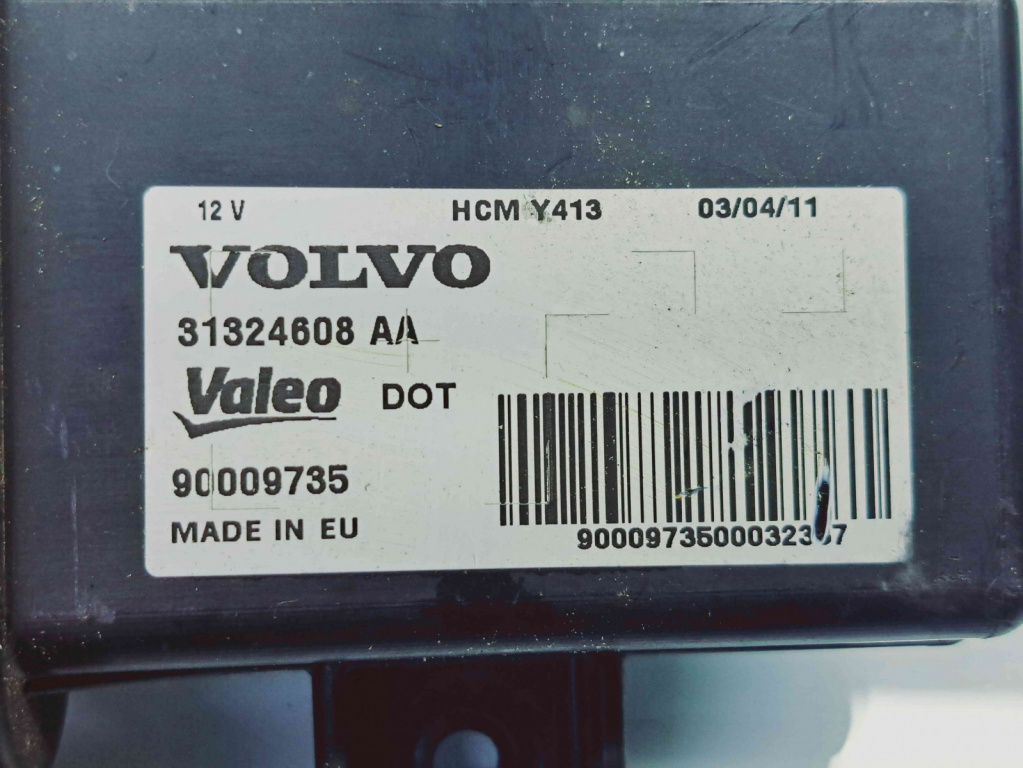 12 V HCM Y413 03/04/11
VOLVO
31324608 AA
Valeo DOT
90009735
MADE IN EU